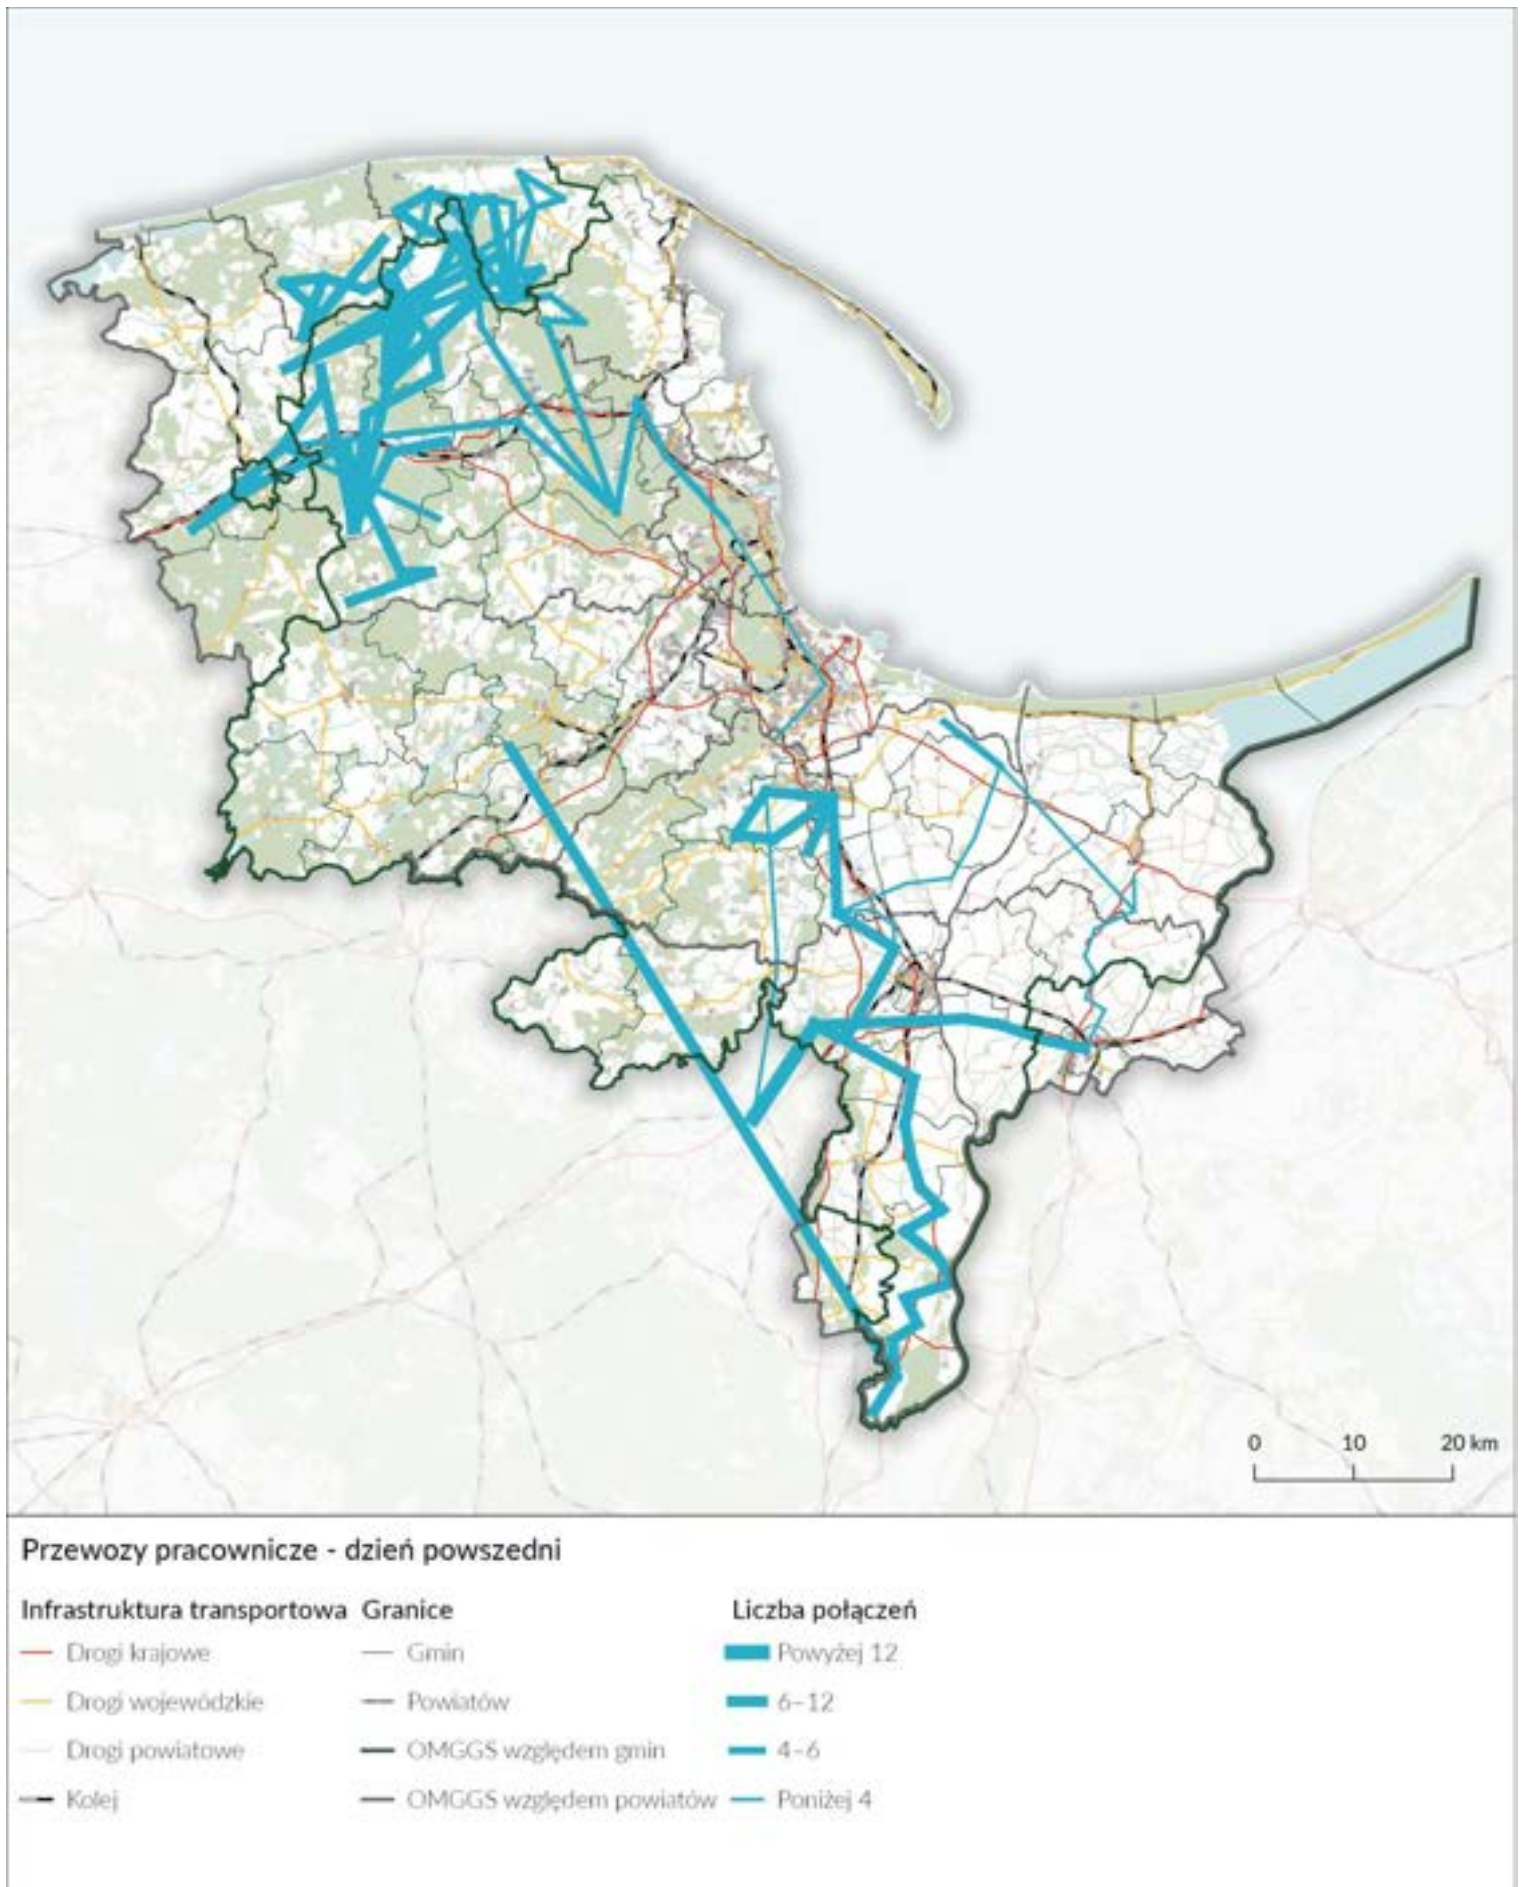 0 10 20 km
Przewozy pracownicze - dzień powszedni
Infrastruktura transportowa Granice Liczba połączeń
Drogi krajowe Gmin Powyżej 12
Drogi wojewódzkie Powiatów 6–12
Drogi powiatowe OMGGS względem gmin 4–6
Kolej OMGGS względem powiatów Poniżej 4